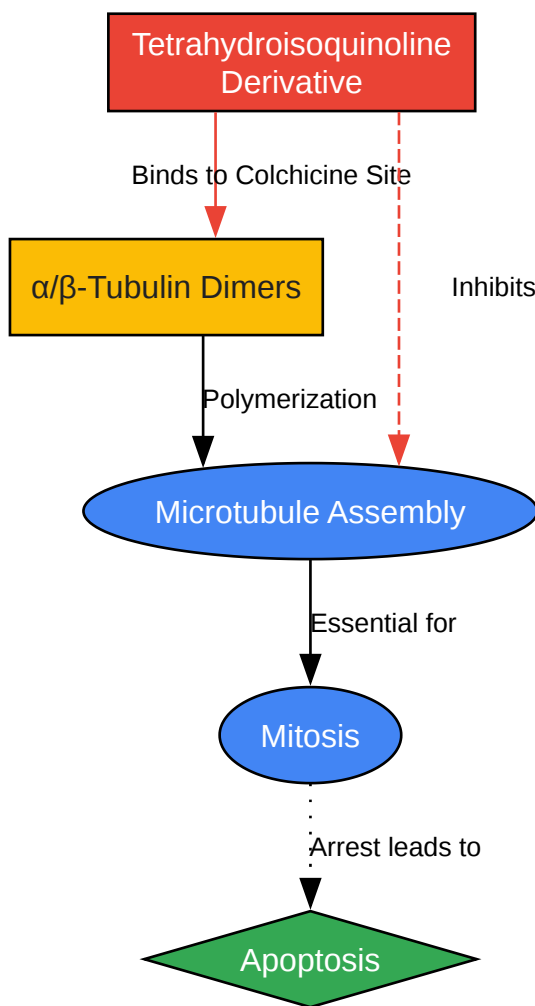 Tetrahydroisoquinoline
Derivative
Binds to Colchicine Site
α/β-Tubulin Dimers
Inhibits
Polymerization
Microtubule Assembly
Essential for
Mitosis
Arrest leads to
Apoptosis